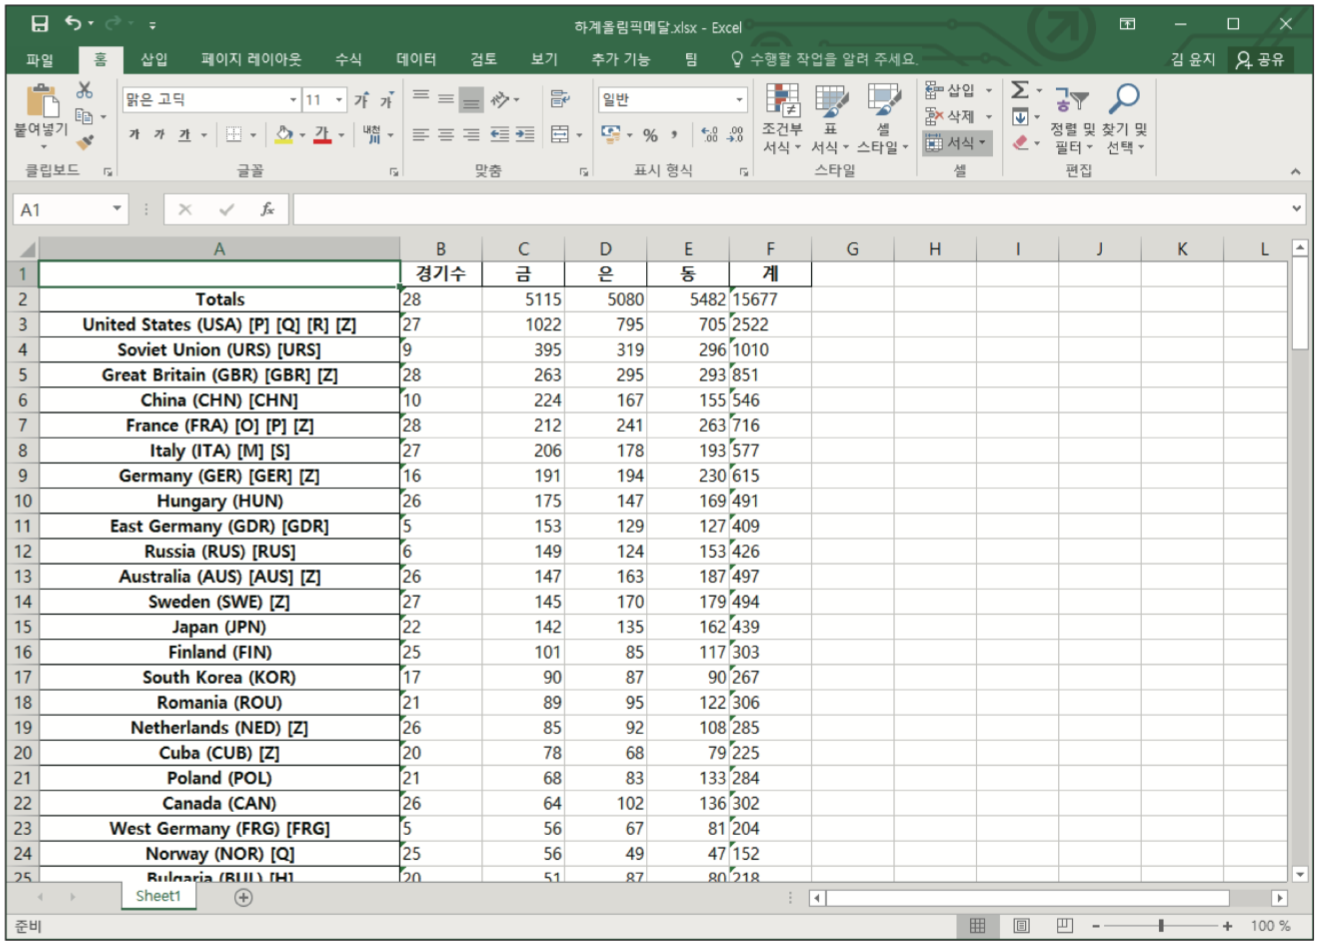 하계올림픽메달.xlsx - Excel
파일 홈 삽입 페이지 레이아웃 수식 데이터 검토 보기 추가 기능 팀 수행할 작업을 알려 주세요. 김 윤지 공유
붙여넣기 맑은 고딕 11 가 가 일반 조건부 서식 표 서식 셀 스타일 삽입 삭제 서식 정렬 및 필터 찾기 및 선택
가 가 가 가 내천 % ,
클립보드 글꼴 맞춤 표시 형식 스타일 셀 편집
A1 fx
A B C D E F G H I J K L
1 경기수 금 은 동 계
2 Totals 28 5115 5080 5482 15677
3 United States (USA) [P] [Q] [R] [Z] 27 1022 795 705 2522
4 Soviet Union (URS) [URS] 9 395 319 296 1010
5 Great Britain (GBR) [GBR] [Z] 28 263 295 293 851
6 China (CHN) [CHN] 10 224 167 155 546
7 France (FRA) [O] [P] [Z] 28 212 241 263 716
8 Italy (ITA) [M] [S] 27 206 178 193 577
9 Germany (GER) [GER] [Z] 16 191 194 230 615
10 Hungary (HUN) 26 175 147 169 491
11 East Germany (GDR) [GDR] 5 153 129 127 409
12 Russia (RUS) [RUS] 6 149 124 153 426
13 Australia (AUS) [AUS] [Z] 26 147 163 187 497
14 Sweden (SWE) [Z] 27 145 170 179 494
15 Japan (JPN) 22 142 135 162 439
16 Finland (FIN) 25 101 85 117 303
17 South Korea (KOR) 17 90 87 90 267
18 Romania (ROU) 21 89 95 122 306
19 Netherlands (NED) [Z] 26 85 92 108 285
20 Cuba (CUB) [Z] 20 78 68 79 225
21 Poland (POL) 21 68 83 133 284
22 Canada (CAN) 26 64 102 136 302
23 West Germany (FRG) [FRG] 5 56 67 81 204
24 Norway (NOR) [Q] 25 56 49 47 152
25 Bulgaria (BUL) [H] 20 51 87 80 218
Sheet1
준비 100 %